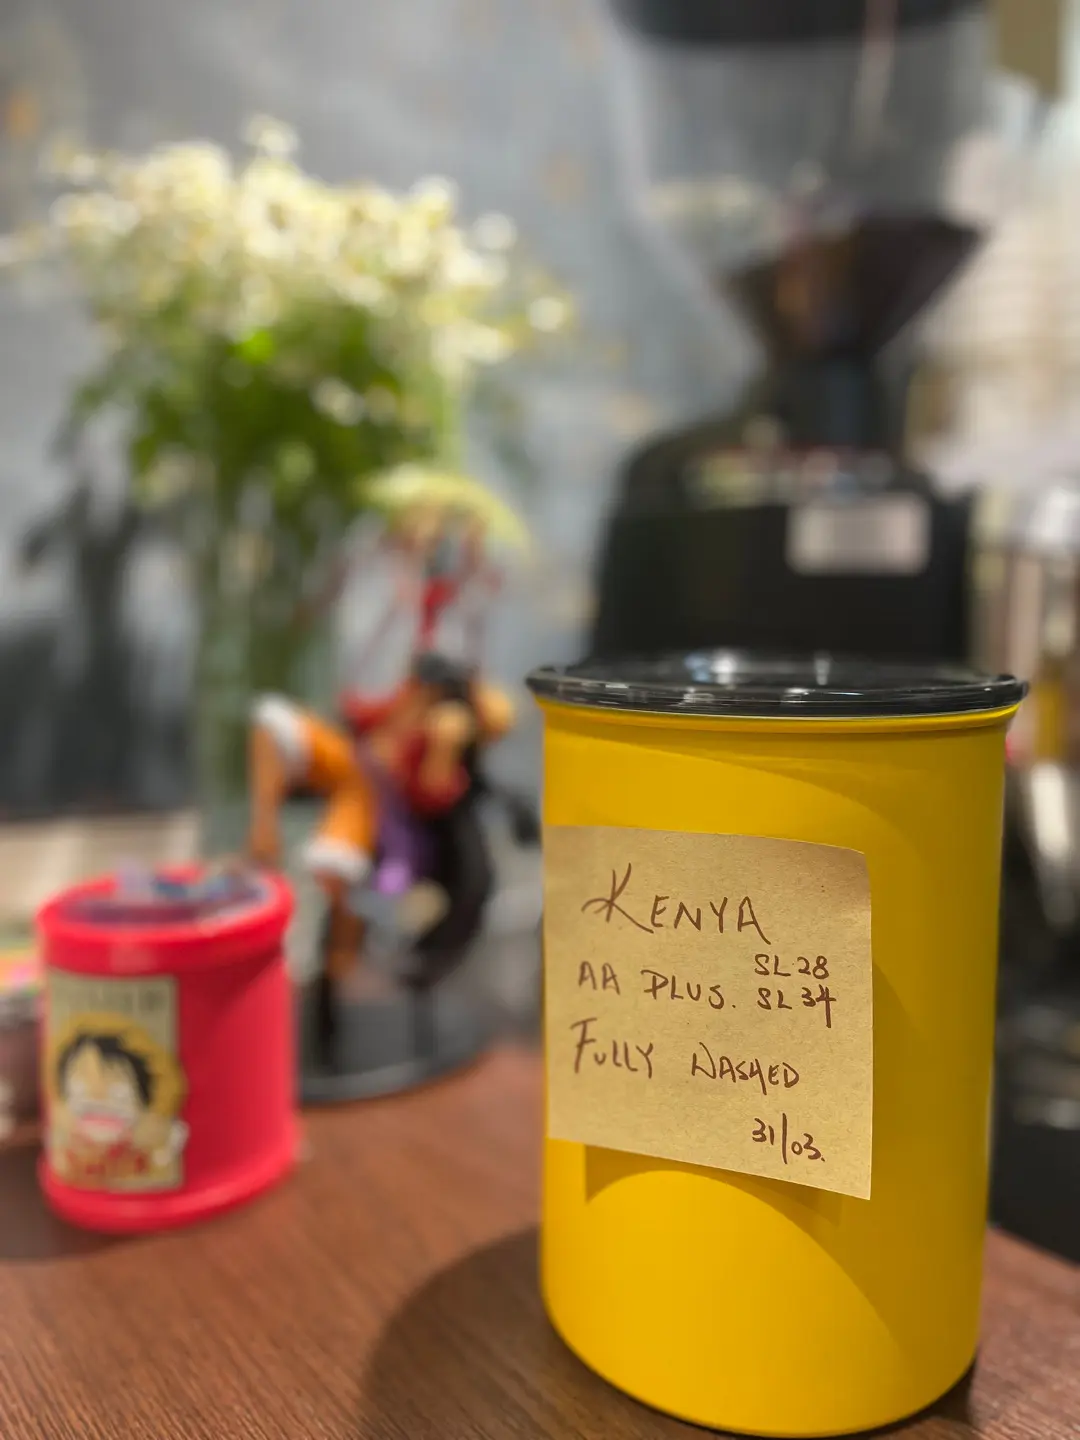 KENYA
SL28
AA PLUS. SL34
FULLY WASHED
31/03.